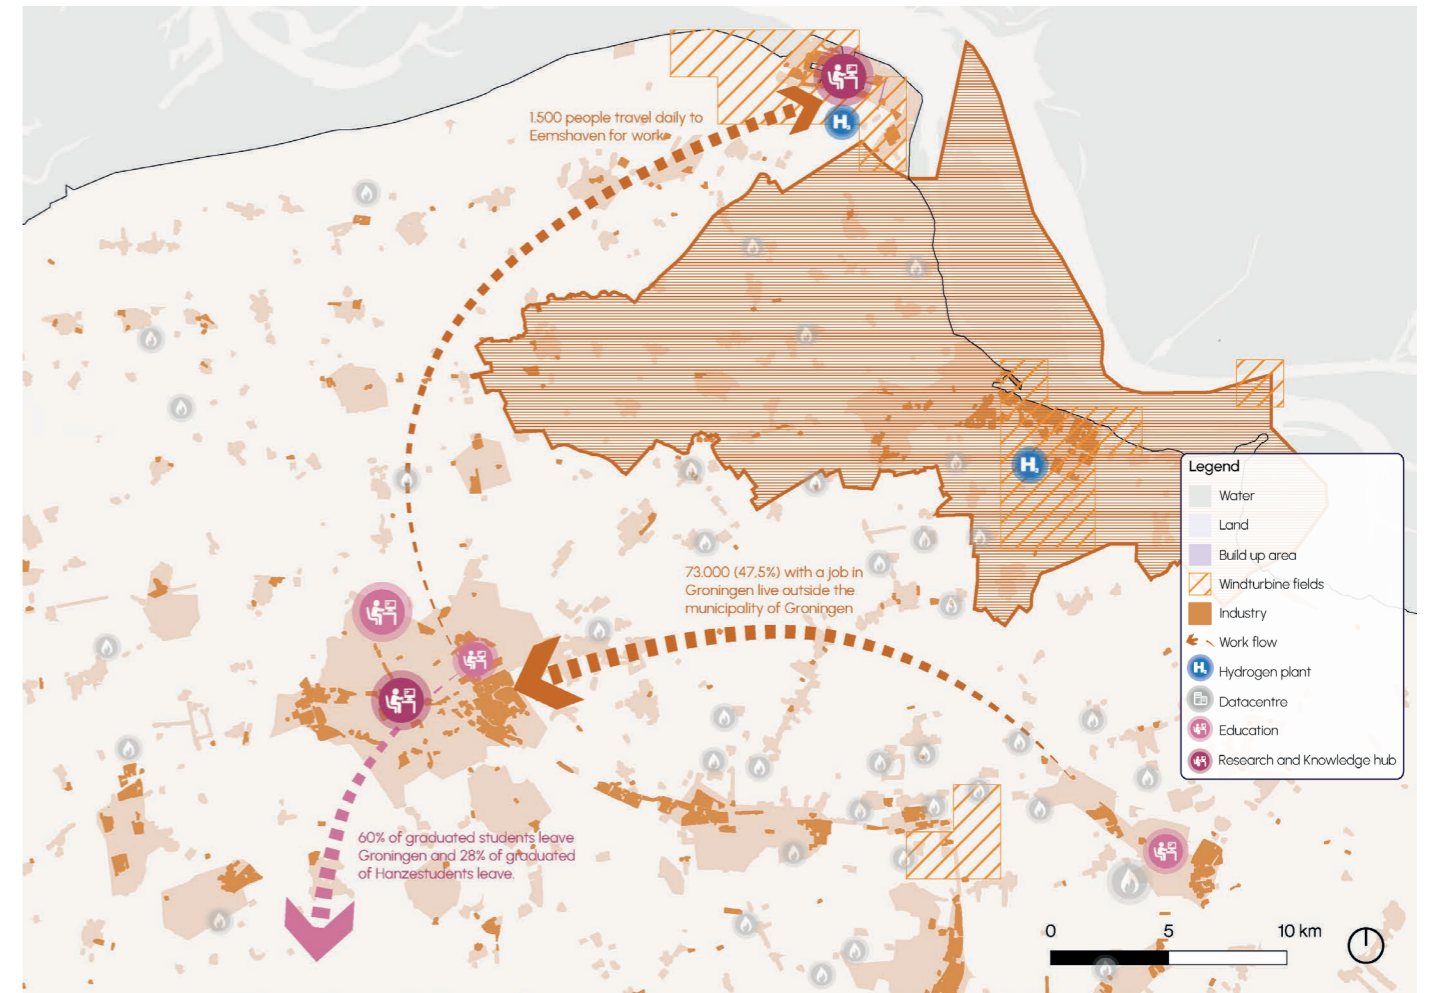 1.500 people travel daily to
Eemshaven for work
H₂
73.000 (47,5%) with a job in
Groningen live outside the
municipality of Groningen
H₂
60% of graduated students leave
Groningen and 28% of graduated
of Hanzestudents leave.
Legend
Water
Land
Build up area
Windturbine fields
Industry
Work flow
H₂ Hydrogen plant
Datacentre
Education
Research and Knowledge hub
0 5 10 km